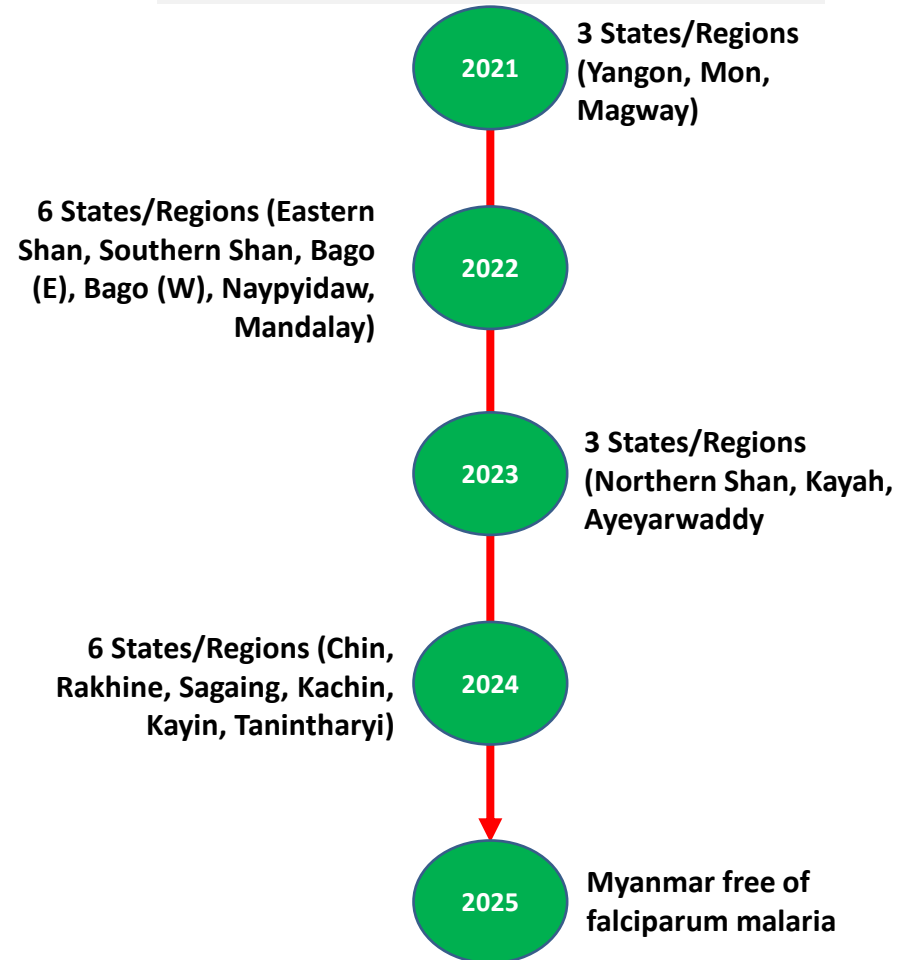 2021
3 States/Regions
(Yangon, Mon,
Magway)
6 States/Regions (Eastern
Shan, Southern Shan, Bago
(E), Bago (W), Naypyidaw,
Mandalay)
2022
2023
3 States/Regions
(Northern Shan, Kayah,
Ayeyarwaddy
6 States/Regions (Chin,
Rakhine, Sagaing, Kachin,
Kayin, Tanintharyi)
2024
2025
Myanmar free of
falciparum malaria